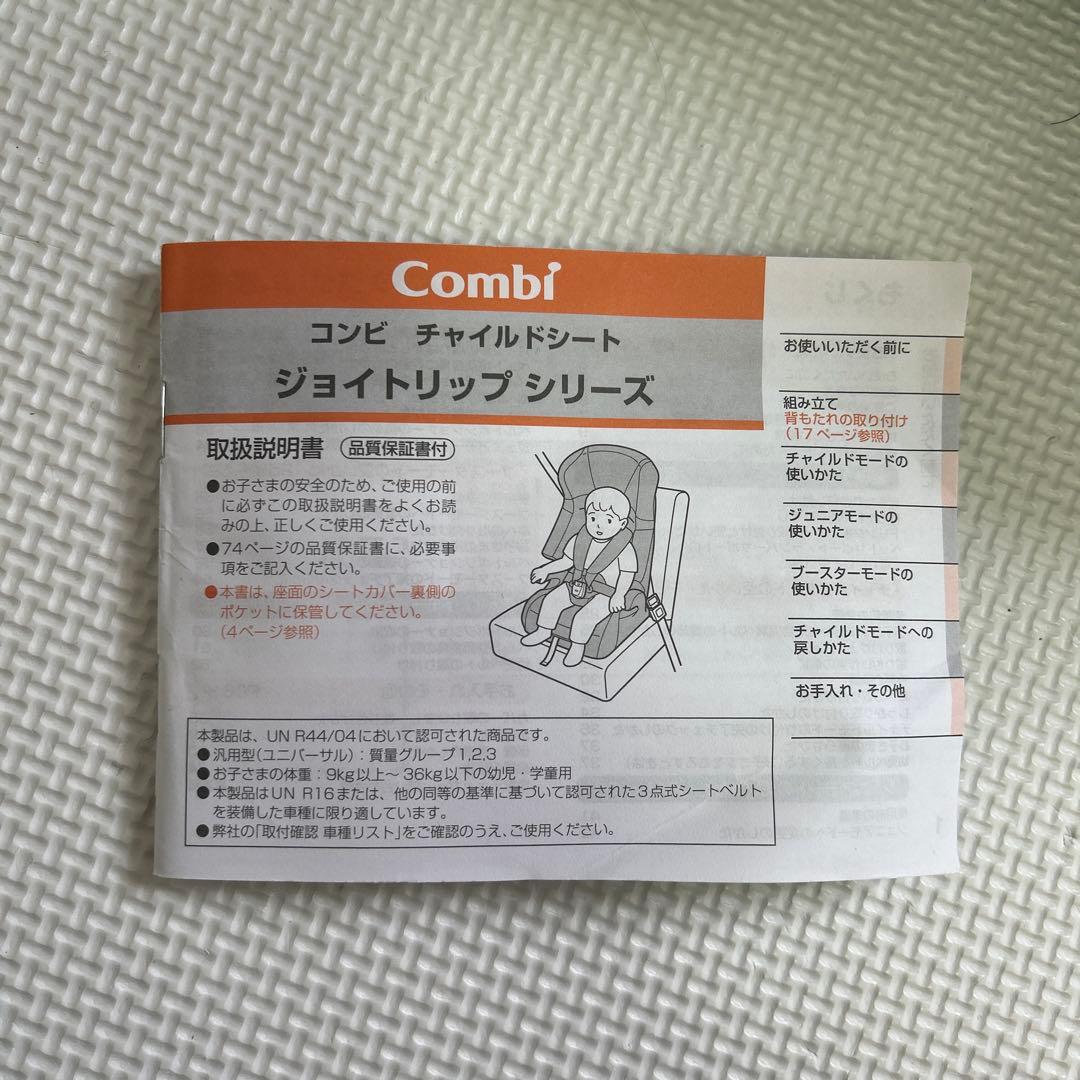 Combi
コンビ チャイルドシート
ジョイトリップ シリーズ
取扱説明書 品質保証書付
●お子さまの安全のため、ご使用の前
に必ずこの取扱説明書をよくお読
みの上、正しくご使用ください。
●74ページの品質保証書に、必要事
項をご記入ください。
●本書は、座面のシートカバー裏側の
ポケットに保管してください。
(4ページ参照)
お使いいただく前に
組み立て
背もたれの取り付け
(17ページ参照)
チャイルドモードの
使いかた
ジュニアモードの
使いかた
ブースターモードの
使いかた
チャイルドモードへの
戻しかた
お手入れ・その他
本製品は、UN R44/04において認可された商品です。
●汎用型(ユニバーサル):質量グループ1,2,3
●お子さまの体重:9kg以上〜36kg以下の幼児・学童用
●本製品はUN R16または、他の同等の基準に基づいて認可された3点式シートベルト
を装備した車種に限り適しています。
●弊社の「取付確認 車種リスト」をご確認のうえ、ご使用ください。